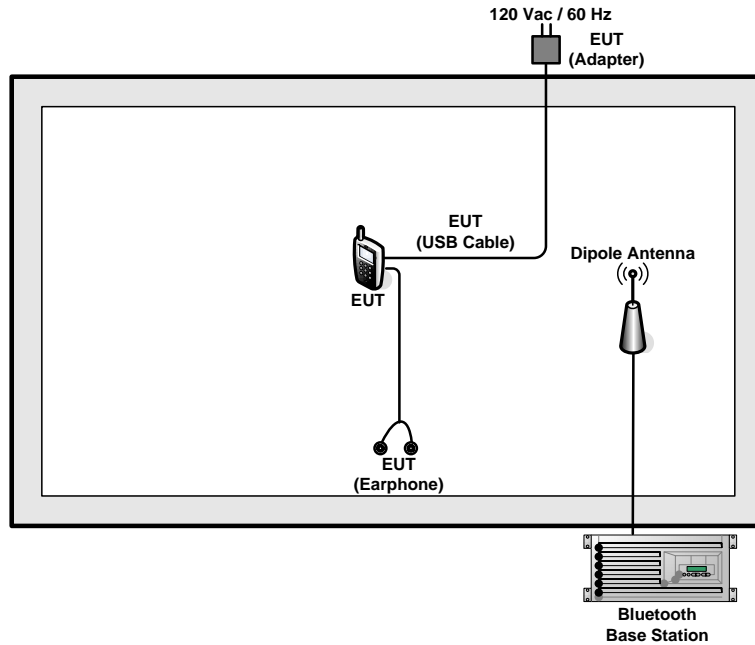 120 Vac / 60 Hz
EUT
(Adapter)
EUT
(USB Cable)
Dipole Antenna
EUT
EUT
(Earphone)
Bluetooth
Base Station